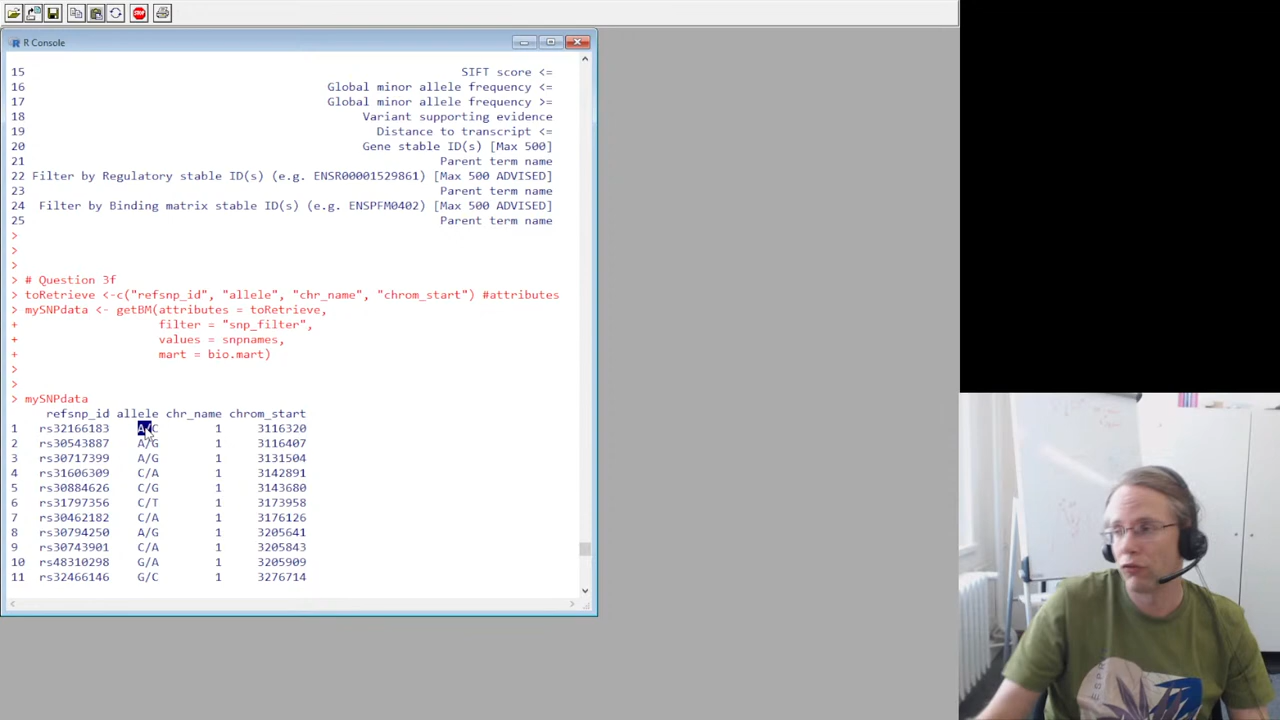 STOP
R Console
15 SIFT score <=
16 Global minor allele frequency <=
17 Global minor allele frequency >=
18 Variant supporting evidence
19 Distance to transcript <=
20 Gene stable ID(s) [Max 500]
21 Parent term name
22 Filter by Regulatory stable ID(s) (e.g. ENSR00001529861) [Max 500 ADVISED]
23 Parent term name
24 Filter by Binding matrix stable ID(s) (e.g. ENSPFM0402) [Max 500 ADVISED]
25 Parent term name
>
>
>
> # Question 3f
> toRetrieve <-c("refsnp_id", "allele", "chr_name", "chrom_start") #attributes
> mySNPdata <- getBM(attributes = toRetrieve,
+ filter = "snp_filter",
+ values = snpnames,
+ mart = bio.mart)
>
>
> mySNPdata
refsnp_id allele chr_name chrom_start
1 rs32166183 A/C 1 3116320
2 rs30543887 A/G 1 3116407
3 rs30717399 A/G 1 3131504
4 rs31606309 C/A 1 3142891
5 rs30884626 C/G 1 3143680
6 rs31797356 C/T 1 3173958
7 rs30462182 C/A 1 3176126
8 rs30794250 A/G 1 3205641
9 rs30743901 C/A 1 3205843
10 rs48310298 G/A 1 3205909
11 rs32466146 G/C 1 3276714